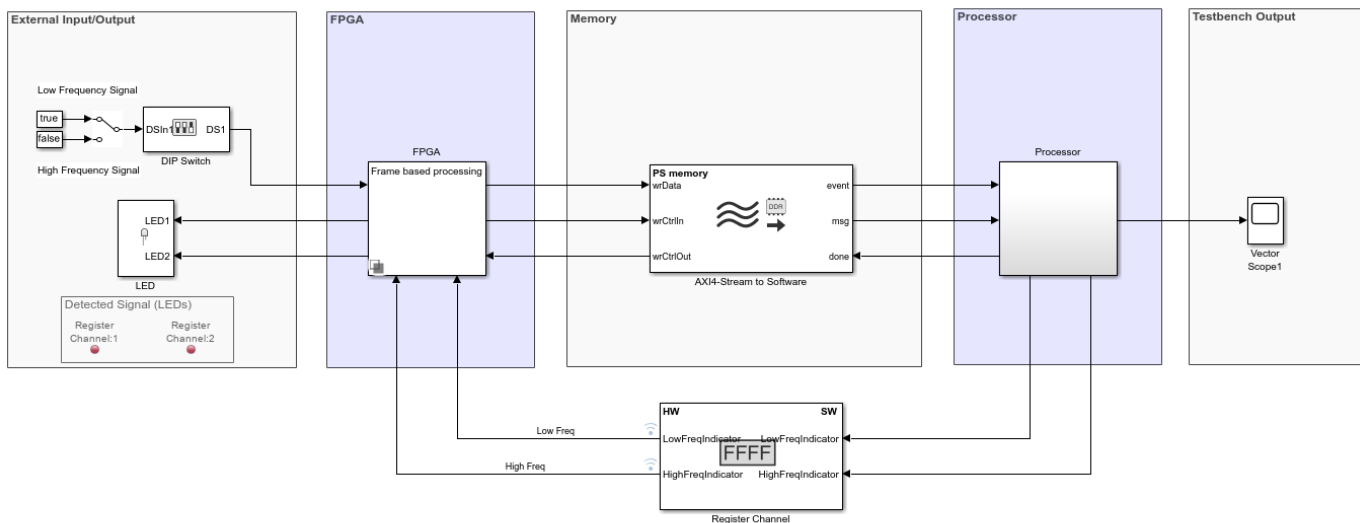 External Input/Output
FPGA
Memory
Processor
Testbench Output
Low Frequency Signal
true
false
High Frequency Signal
DSIn1
DS1
DIP Switch
LED1
LED2
LED
Detected Signal (LEDs)
Register
Channel:1
Register
Channel:2
FPGA
Frame based processing
PS memory
wrData
wrCtrlIn
wrCtrlOut
DDR
event
msg
done
AXI4-Stream to Software
Processor
Vector
Scope1
Low Freq
High Freq
HW
SW
LowFreqIndicator
LowFreqIndicator
FFFF
HighFreqIndicator
HighFreqIndicator
Register Channel